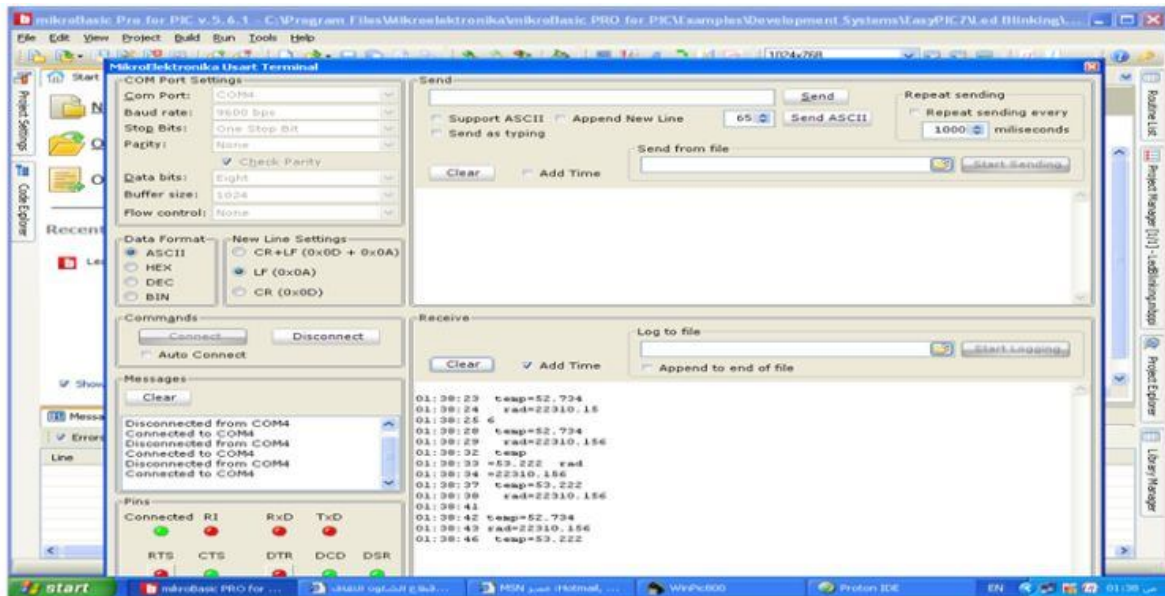 mikroBasic Pro for PIC v.5.6.1 - C:\Program Files\Mikroelektronika\mikroBasic PRO for PIC\Examples\Development Systems\EasyPIC7\Led Blinking\...
File Edit View Project Build Run Tools Help
1024x768
Start
Project Settings
Code Explorer
Recent
Show
Messa
Errors
Line
MikroElektronika Usart Terminal
COM Port Settings
Com Port: COM4
Baud rate: 9600 bps
Stop Bits: One Stop Bit
Parity: None
Check Parity
Data bits: Eight
Buffer size: 1024
Flow control: None
Data Format
ASCII
HEX
DEC
BIN
New Line Settings
CR+LF (0x0D + 0x0A)
LF (0x0A)
CR (0x0D)
Commands
Connect Disconnect
Auto Connect
Messages
Clear
Disconnected from COM4
Connected to COM4
Disconnected from COM4
Connected to COM4
Disconnected from COM4
Connected to COM4
Pins
Connected RI RxD TxD
RTS CTS DTR DCD DSR
Send
Send
Support ASCII Append New Line 65 Send ASCII
Send as typing
Repeat sending
Repeat sending every
1000 miliseconds
Send from file
Start Sending
Clear Add Time
Receive
Log to file
Start Logging
Clear Add Time Append to end of file
01:38:23 temp=52.734
01:38:24 rad=22310.15
01:38:25 6
01:38:28 temp=52.734
01:38:29 rad=22310.156
01:38:32 temp
01:38:33 =53.222 rad
01:38:34 =22310.156
01:38:37 temp=53.222
01:38:38 rad=22310.156
01:38:41
01:38:42 temp=52.734
01:38:43 rad=22310.156
01:38:46 temp=53.222
Routine List
Project Manager [1/1] - LedBlinking.mbppi
Project Explorer
Library Manager
start mikroBasic PRO for ... MSN مصر :Hotmail, ... WinPic800 Proton IDE EN 01:38 ص